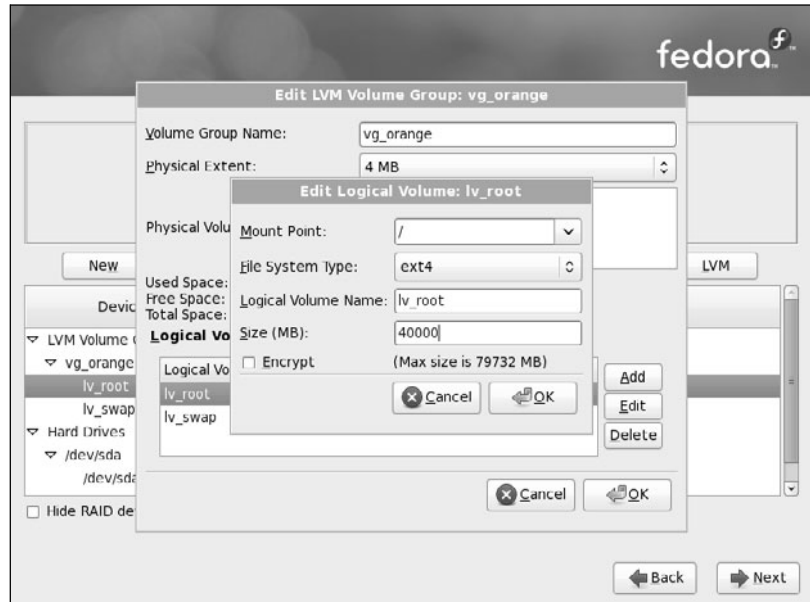 fedora
Edit LVM Volume Group: vg_orange
Volume Group Name: vg_orange
Physical Extent: 4 MB
Edit Logical Volume: lv_root
Physical Volu
Mount Point: /
File System Type: ext4
New
LVM
Used Space:
Free Space:
Total Space:
Logical Volume Name: lv_root
Devic
LVM Volume
Logical Vo
Size (MB): 40000
vg_orange
Logical Vo
Encrypt (Max size is 79732 MB)
Add
lv_root
lv_root
Cancel OK
Edit
lv_swap
lv_swap
Hard Drives
Delete
/dev/sda
/dev/sda
Cancel OK
Hide RAID de
Back Next